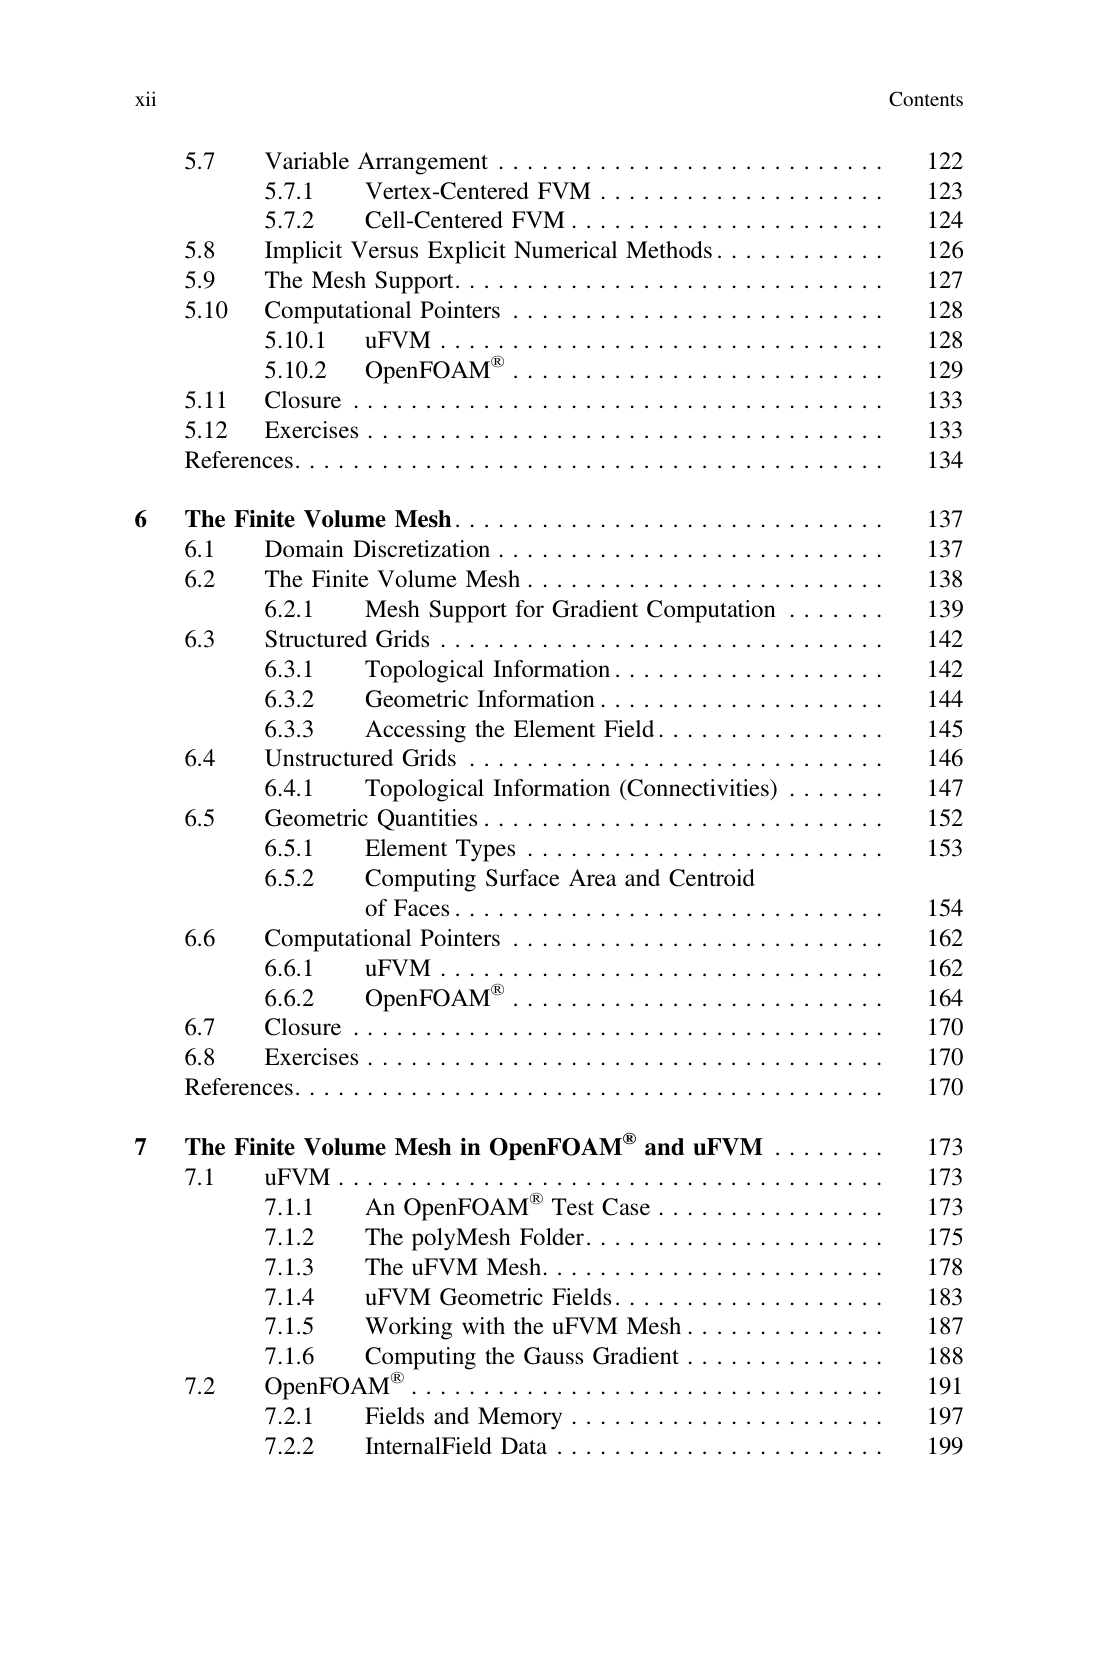 xii Contents
5.7 Variable Arrangement . . . . . . . . . . . . . . . . . . . . . . . . . . . 122
5.7.1 Vertex-Centered FVM . . . . . . . . . . . . . . . . . . . . 123
5.7.2 Cell-Centered FVM . . . . . . . . . . . . . . . . . . . . . . 124
5.8 Implicit Versus Explicit Numerical Methods . . . . . . . . . . . . 126
5.9 The Mesh Support. . . . . . . . . . . . . . . . . . . . . . . . . . . . . . 127
5.10 Computational Pointers . . . . . . . . . . . . . . . . . . . . . . . . . . 128
5.10.1 uFVM . . . . . . . . . . . . . . . . . . . . . . . . . . . . . . . 128
5.10.2 OpenFOAM® . . . . . . . . . . . . . . . . . . . . . . . . . . 129
5.11 Closure . . . . . . . . . . . . . . . . . . . . . . . . . . . . . . . . . . . . . 133
5.12 Exercises . . . . . . . . . . . . . . . . . . . . . . . . . . . . . . . . . . . . 133
References. . . . . . . . . . . . . . . . . . . . . . . . . . . . . . . . . . . . . . . . . 134
6 The Finite Volume Mesh. . . . . . . . . . . . . . . . . . . . . . . . . . . . . . 137
6.1 Domain Discretization . . . . . . . . . . . . . . . . . . . . . . . . . . . 137
6.2 The Finite Volume Mesh . . . . . . . . . . . . . . . . . . . . . . . . . 138
6.2.1 Mesh Support for Gradient Computation . . . . . . . 139
6.3 Structured Grids . . . . . . . . . . . . . . . . . . . . . . . . . . . . . . . 142
6.3.1 Topological Information . . . . . . . . . . . . . . . . . . . 142
6.3.2 Geometric Information . . . . . . . . . . . . . . . . . . . . 144
6.3.3 Accessing the Element Field. . . . . . . . . . . . . . . . 145
6.4 Unstructured Grids . . . . . . . . . . . . . . . . . . . . . . . . . . . . . 146
6.4.1 Topological Information (Connectivities) . . . . . . . 147
6.5 Geometric Quantities . . . . . . . . . . . . . . . . . . . . . . . . . . . . 152
6.5.1 Element Types . . . . . . . . . . . . . . . . . . . . . . . . . 153
6.5.2 Computing Surface Area and Centroid
of Faces . . . . . . . . . . . . . . . . . . . . . . . . . . . . . . 154
6.6 Computational Pointers . . . . . . . . . . . . . . . . . . . . . . . . . . 162
6.6.1 uFVM . . . . . . . . . . . . . . . . . . . . . . . . . . . . . . . 162
6.6.2 OpenFOAM® . . . . . . . . . . . . . . . . . . . . . . . . . . 164
6.7 Closure . . . . . . . . . . . . . . . . . . . . . . . . . . . . . . . . . . . . . 170
6.8 Exercises . . . . . . . . . . . . . . . . . . . . . . . . . . . . . . . . . . . . 170
References. . . . . . . . . . . . . . . . . . . . . . . . . . . . . . . . . . . . . . . . . 170
7 The Finite Volume Mesh in OpenFOAM® and uFVM . . . . . . . . 173
7.1 uFVM . . . . . . . . . . . . . . . . . . . . . . . . . . . . . . . . . . . . . . 173
7.1.1 An OpenFOAM® Test Case . . . . . . . . . . . . . . . . 173
7.1.2 The polyMesh Folder. . . . . . . . . . . . . . . . . . . . . 175
7.1.3 The uFVM Mesh. . . . . . . . . . . . . . . . . . . . . . . . 178
7.1.4 uFVM Geometric Fields . . . . . . . . . . . . . . . . . . . 183
7.1.5 Working with the uFVM Mesh . . . . . . . . . . . . . . 187
7.1.6 Computing the Gauss Gradient . . . . . . . . . . . . . . 188
7.2 OpenFOAM® . . . . . . . . . . . . . . . . . . . . . . . . . . . . . . . . . 191
7.2.1 Fields and Memory . . . . . . . . . . . . . . . . . . . . . . 197
7.2.2 InternalField Data . . . . . . . . . . . . . . . . . . . . . . . 199